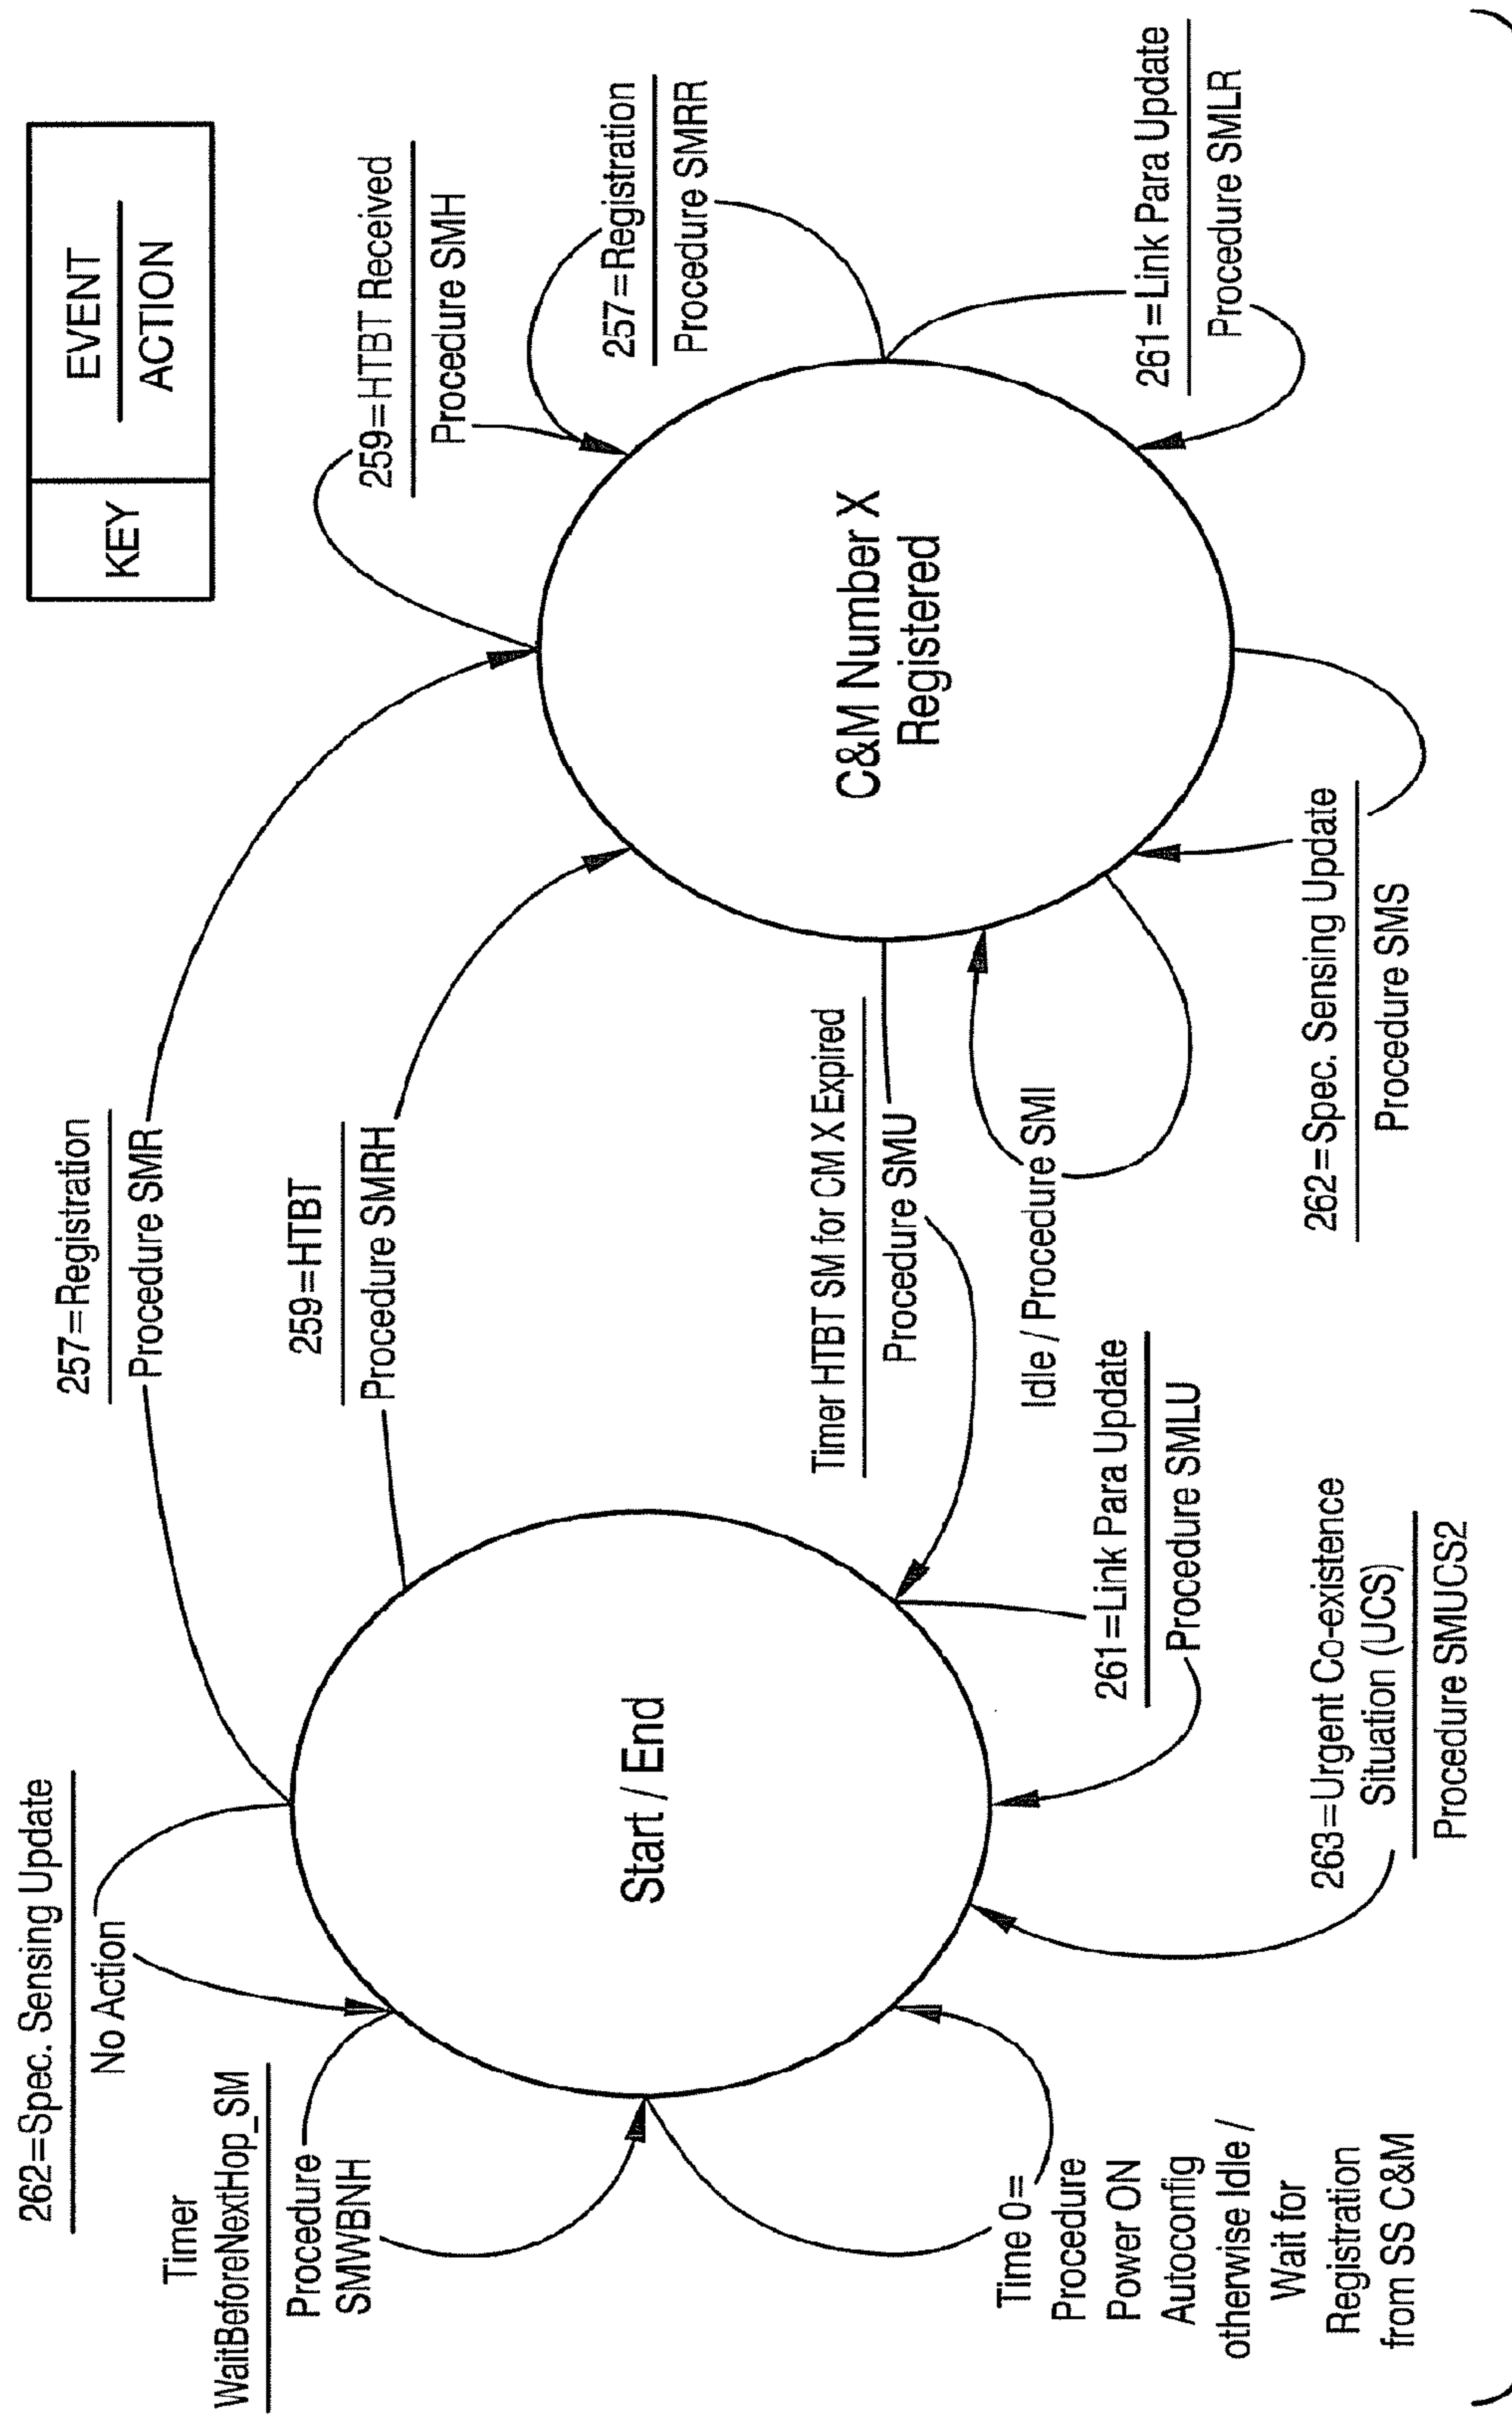 KEY
EVENT
ACTION
262=Spec. Sensing Update
No Action
257=Registration
Procedure SMR
Timer
WaitBeforeNextHop_SM
Procedure
SMWBNH
259=HTBT
Procedure SMRH
259=HTBT Received
Procedure SMH
257=Registration
Procedure SMRR
Start / End
C&M Number X
Registered
Timer HTBT SM for CM X Expired
Procedure SMU
Idle / Procedure SMI
261=Link Para Update
Procedure SMLU
261=Link Para Update
Procedure SMLR
Time 0=
Procedure
Power ON
Autoconfig
otherwise Idle /
Wait for
Registration
from SS C&M
263=Urgent Co-existence
Situation (UCS)
Procedure SMUCS2
262=Spec. Sensing Update
Procedure SMS